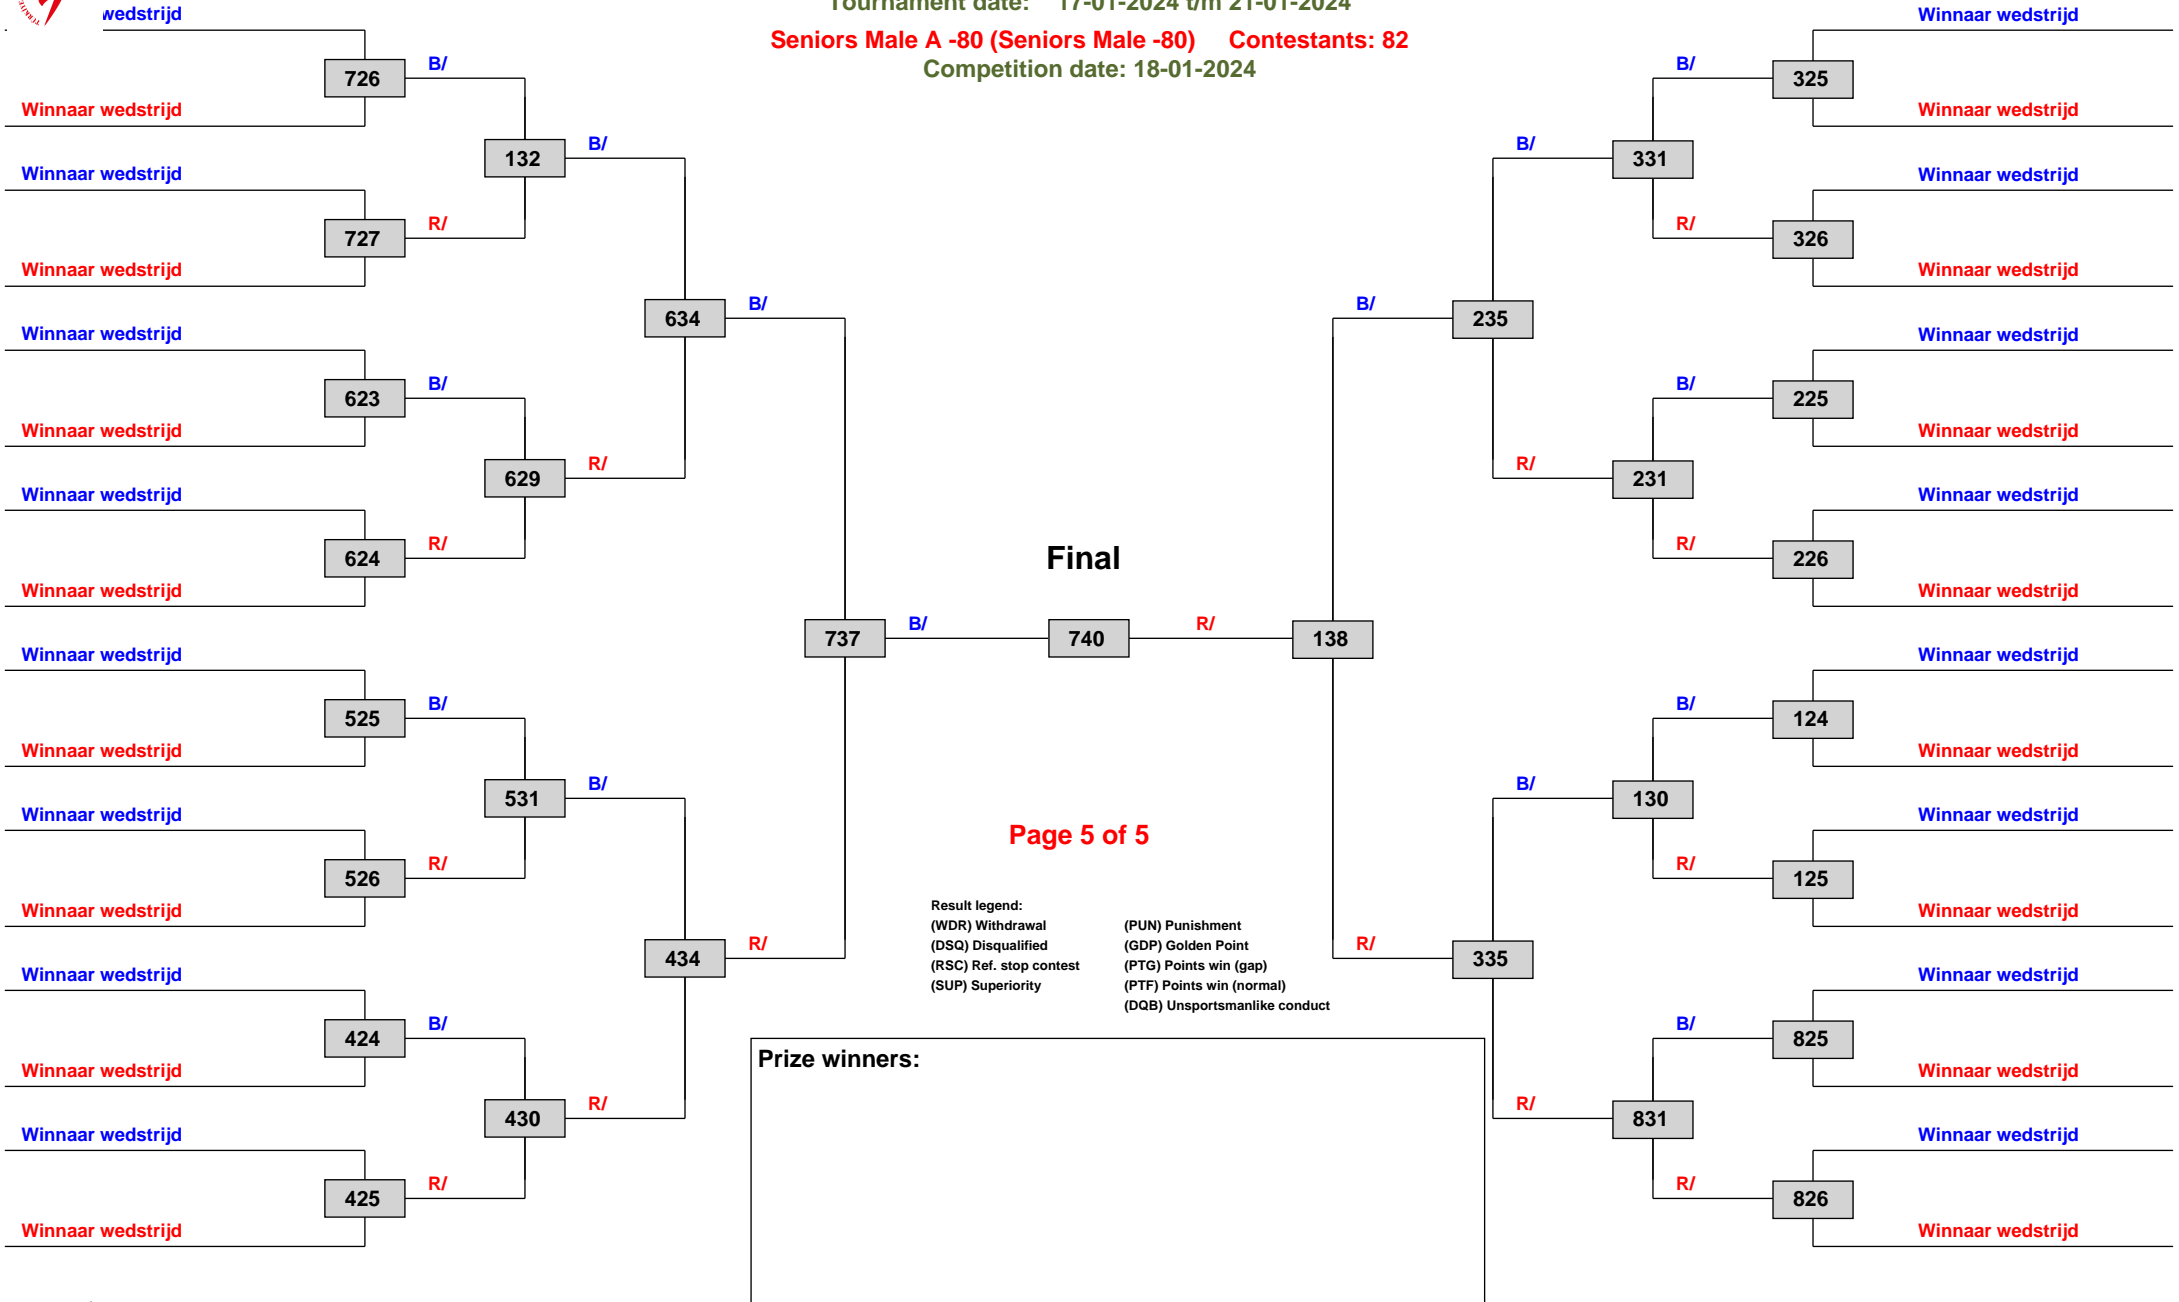 Tournament date: 17-01-2024 t/m 21-01-2024
Seniors Male A -80 (Seniors Male -80) Contestants: 82
Competition date: 18-01-2024
wedstrijd
726
B/
Winnaar wedstrijd
132
B/
Winnaar wedstrijd
727
R/
Winnaar wedstrijd
634
B/
Winnaar wedstrijd
623
B/
Winnaar wedstrijd
629
R/
Winnaar wedstrijd
624
R/
Winnaar wedstrijd
737
B/
Winnaar wedstrijd
525
B/
Winnaar wedstrijd
531
B/
Winnaar wedstrijd
526
R/
Winnaar wedstrijd
434
R/
Winnaar wedstrijd
424
B/
Winnaar wedstrijd
430
R/
Winnaar wedstrijd
425
R/
Winnaar wedstrijd
Final
740
R/
138
Winnaar wedstrijd
B/
325
Winnaar wedstrijd
B/
331
Winnaar wedstrijd
R/
326
Winnaar wedstrijd
B/
235
Winnaar wedstrijd
B/
225
Winnaar wedstrijd
R/
231
Winnaar wedstrijd
R/
226
Winnaar wedstrijd
Winnaar wedstrijd
B/
124
Winnaar wedstrijd
B/
130
Winnaar wedstrijd
R/
125
Winnaar wedstrijd
R/
335
Winnaar wedstrijd
B/
825
Winnaar wedstrijd
R/
831
Winnaar wedstrijd
R/
826
Winnaar wedstrijd
Page 5 of 5
Result legend:
(WDR) Withdrawal (PUN) Punishment
(DSQ) Disqualified (GDP) Golden Point
(RSC) Ref. stop contest (PTG) Points win (gap)
(SUP) Superiority (PTF) Points win (normal)
(DQB) Unsportsmanlike conduct
Prize winners: